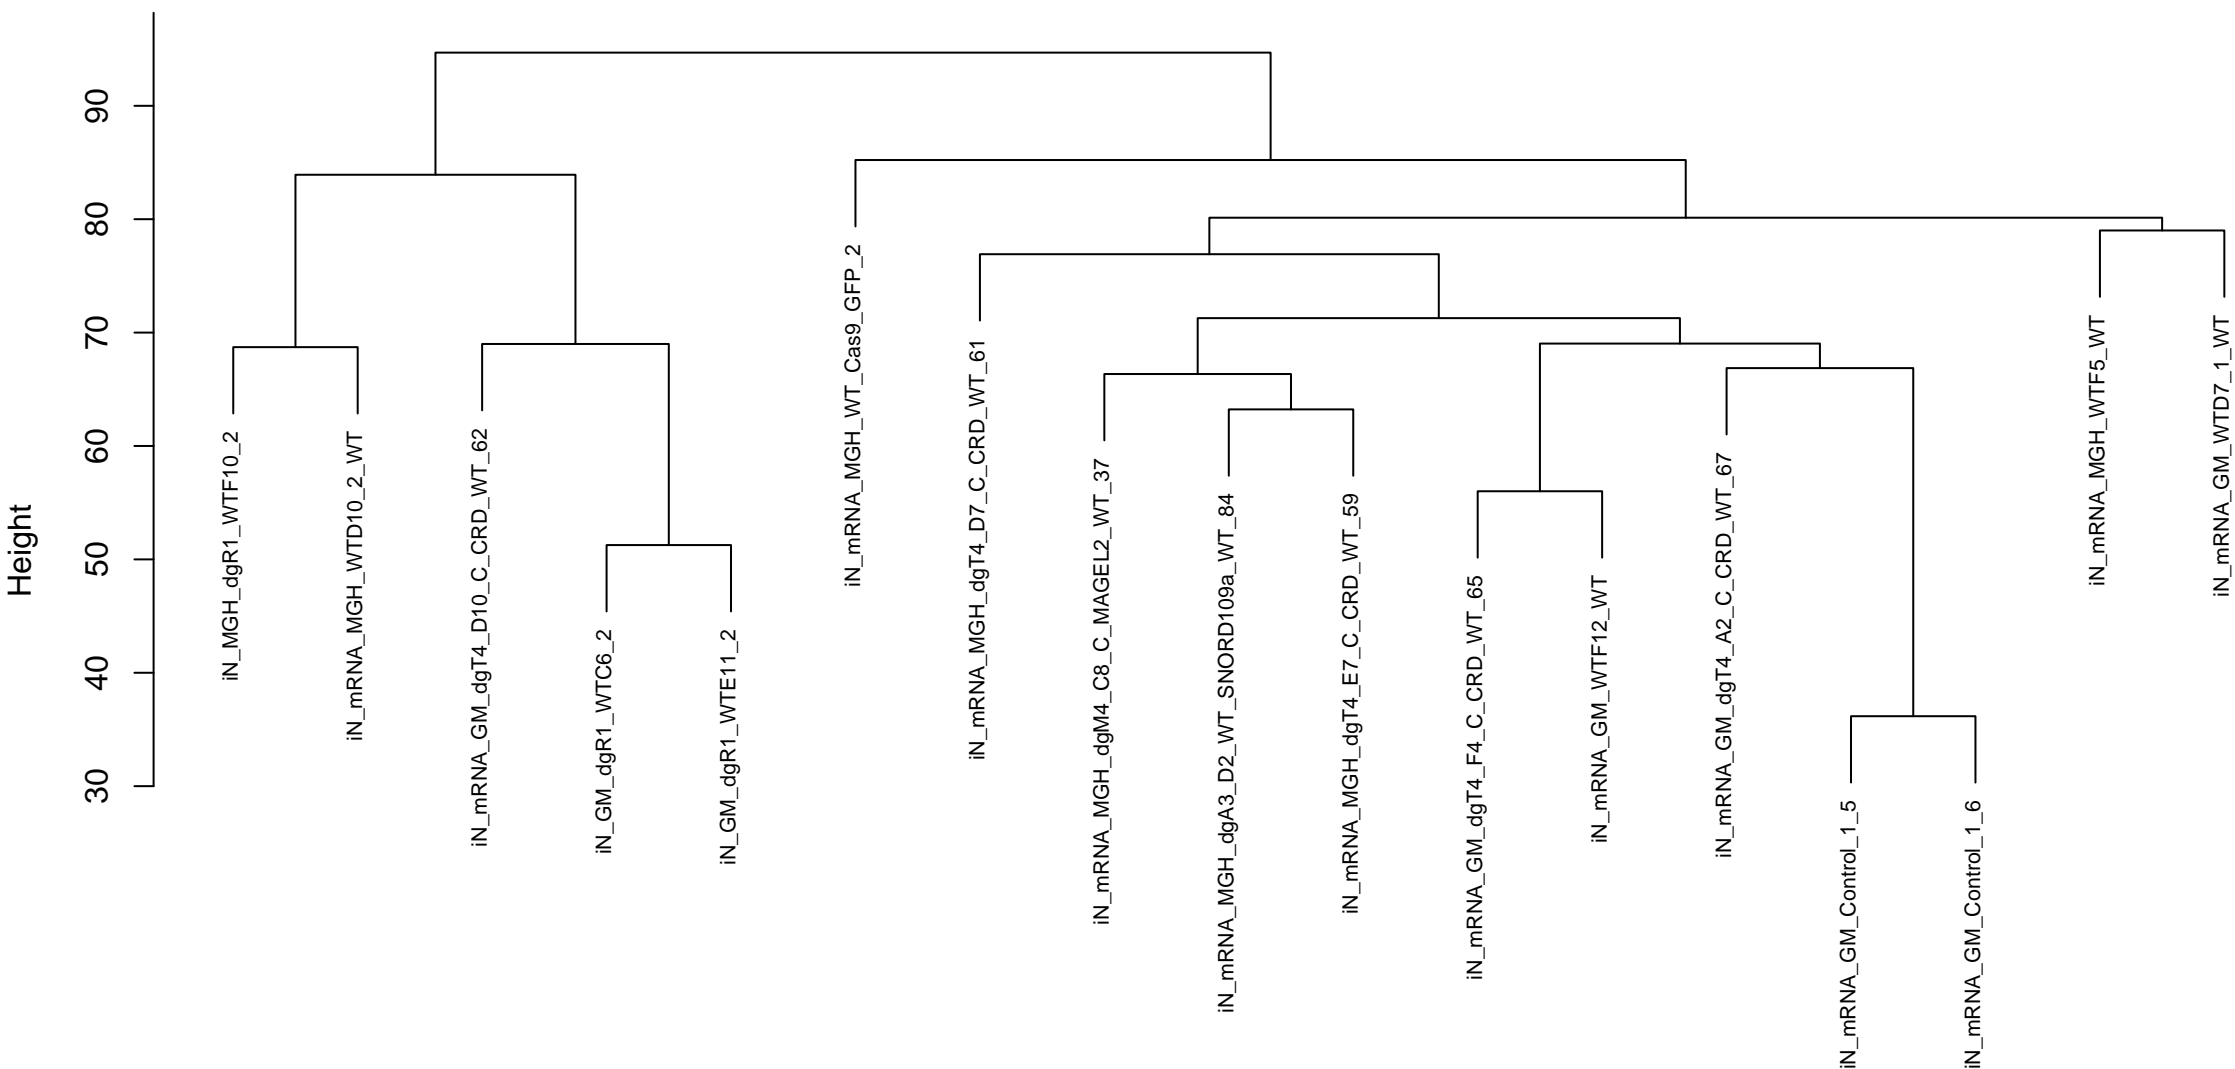 Height
90
80
70
60
50
40
30
iN_MGH_dgR1_WTF10_2
iN_mRNA_MGH_WTD10_2_WT
iN_mRNA_GM_dgT4_D10_C_CRD_WT_62
iN_GM_dgR1_WTC6_2
iN_GM_dgR1_WTE11_2
iN_mRNA_MGH_WT_Cas9_GFP_2
iN_mRNA_MGH_dgT4_D7_C_CRD_WT_61
iN_mRNA_MGH_dgM4_C8_C_MAGEL2_WT_37
iN_mRNA_MGH_dgA3_D2_WT_SNORD109a_WT_84
iN_mRNA_MGH_dgT4_E7_C_CRD_WT_59
iN_mRNA_GM_dgT4_F4_C_CRD_WT_65
iN_mRNA_GM_WTF12_WT
iN_mRNA_GM_dgT4_A2_C_CRD_WT_67
iN_mRNA_GM_Control_1_5
iN_mRNA_GM_Control_1_6
iN_mRNA_MGH_WTF5_WT
iN_mRNA_GM_WTD7_1_WT